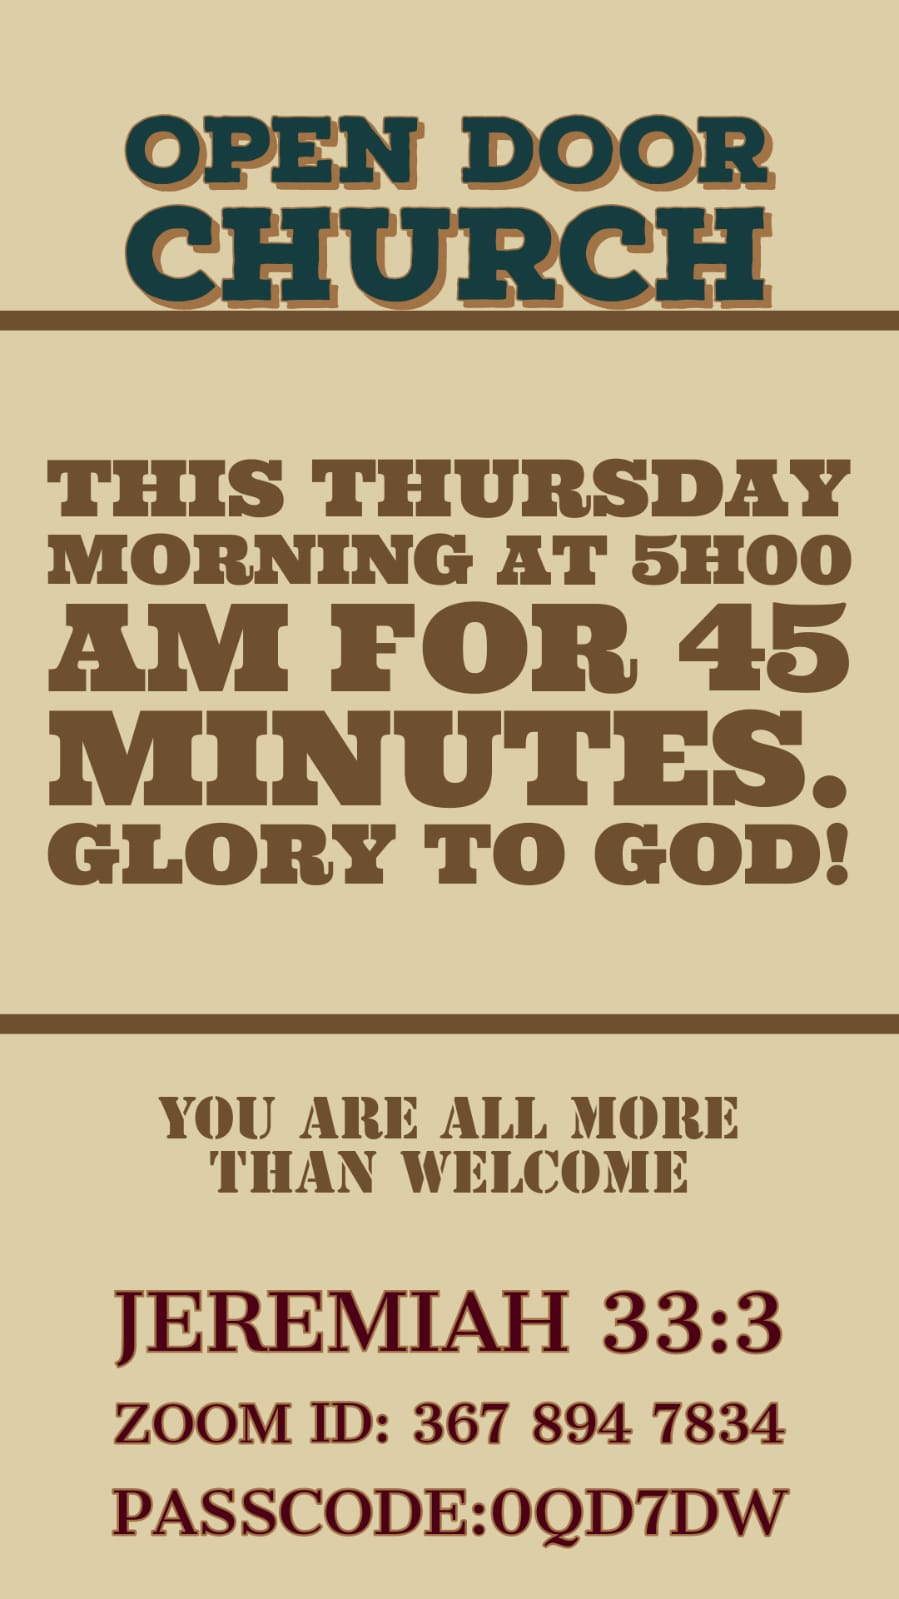 OPEN DOOR
CHURCH
THIS THURSDAY
MORNING AT 5H00
AM FOR 45
MINUTES.
GLORY TO GOD!
YOU ARE ALL MORE
THAN WELCOME
JEREMIAH 33:3
ZOOM ID: 367 894 7834
PASSCODE:0QD7DW